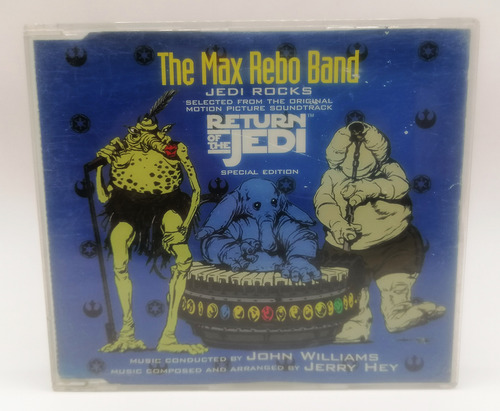 The Max Rebo Band
JEDI ROCKS
SELECTED FROM THE ORIGINAL
MOTION PICTURE SOUNDTRACK
RETURN
OF THE
JEDI™
SPECIAL EDITION
MUSIC CONDUCTED BY JOHN WILLIAMS
MUSIC COMPOSED AND ARRANGED BY JERRY HEY